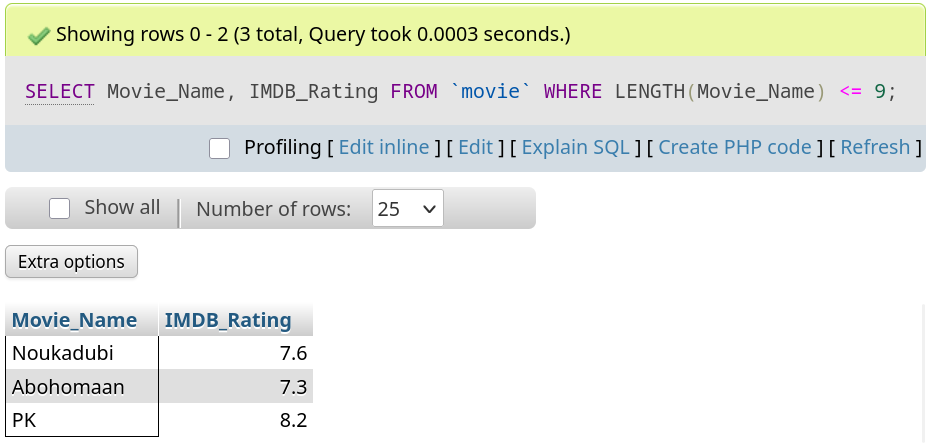 Showing rows 0 - 2 (3 total, Query took 0.0003 seconds.)
SELECT Movie_Name, IMDB_Rating FROM `movie` WHERE LENGTH(Movie_Name) <= 9;
Profiling [ Edit inline ] [ Edit ] [ Explain SQL ] [ Create PHP code ] [ Refresh ]
Show all | Number of rows: 25
Extra options
Movie_Name IMDB_Rating
Noukadubi 7.6
Abohomaan 7.3
PK 8.2